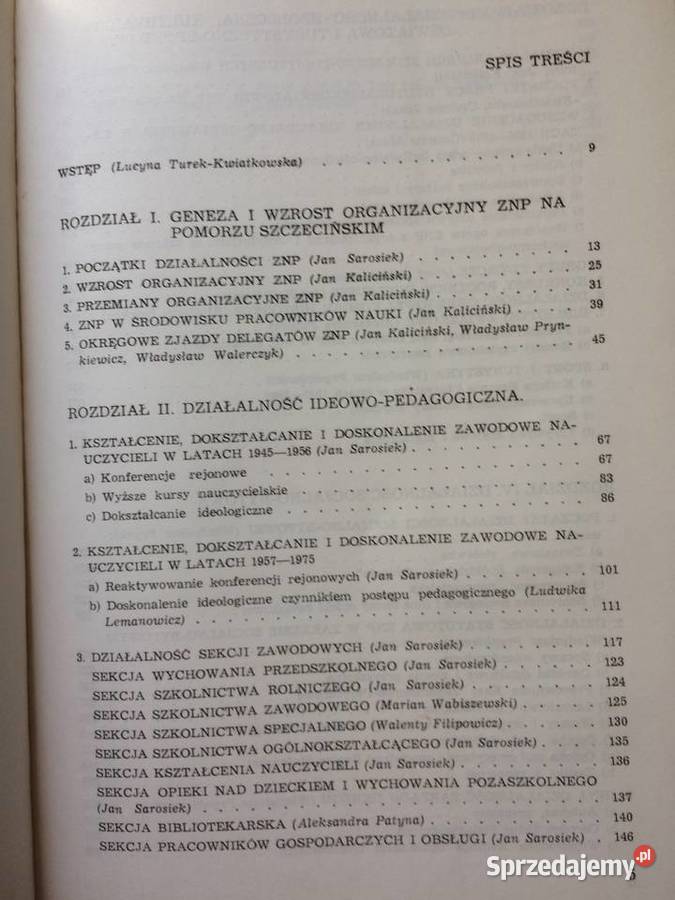 SPIS TREŚCI
WSTĘP (Lucyna Turek-Kwiatkowska) . . . . . . . . . . . . . . 9
ROZDZIAŁ I. GENEZA I WZROST ORGANIZACYJNY ZNP NA
POMORZU SZCZECIŃSKIM
1. POCZĄTKI DZIAŁALNOŚCI ZNP (Jan Sarosiek) . . . . . . . . 13
2. WZROST ORGANIZACYJNY ZNP (Jan Kaliciński) . . . . . . . . 25
3. PRZEMIANY ORGANIZACYJNE ZNP (Jan Kaliciński) . . . . . . . 31
4. ZNP W ŚRODOWISKU PRACOWNIKÓW NAUKI (Jan Kaliciński) . . . 39
5. OKRĘGOWE ZJAZDY DELEGATÓW ZNP (Jan Kaliciński, Władysław Pryn-
kiewicz, Władysław Walerczyk) . . . . . . . . . . . . . . 45
ROZDZIAŁ II. DZIAŁALNOŚĆ IDEOWO-PEDAGOGICZNA.
1. KSZTAŁCENIE, DOKSZTAŁCANIE I DOSKONALENIE ZAWODOWE NA-
UCZYCIELI W LATACH 1945—1956 (Jan Sarosiek) . . . . . . . . 67
a) Konferencje rejonowe . . . . . . . . . . . . . . . 67
b) Wyższe kursy nauczycielskie . . . . . . . . . . . . . 83
c) Dokształcanie ideologiczne . . . . . . . . . . . . . . 86
2. KSZTAŁCENIE, DOKSZTAŁCANIE I DOSKONALENIE ZAWODOWE NA-
UCZYCIELI W LATACH 1957—1975
a) Reaktywowanie konferencji rejonowych (Jan Sarosiek) . . . . . . 101
b) Doskonalenie ideologiczne czynnikiem postępu pedagogicznego (Ludwika
Lemanowicz) . . . . . . . . . . . . . . . . . . . 111
3. DZIAŁALNOŚĆ SEKCJI ZAWODOWYCH (Jan Sarosiek) . . . . . . . 117
SEKCJA WYCHOWANIA PRZEDSZKOLNEGO (Jan Sarosiek) . . . . . 123
SEKCJA SZKOLNICTWA ROLNICZEGO (Jan Sarosiek) . . . . . . . 124
SEKCJA SZKOLNICTWA ZAWODOWEGO (Marian Wabiszewski) . . . . 125
SEKCJA SZKOLNICTWA SPECJALNEGO (Walenty Filipowicz) . . . . . 130
SEKCJA SZKOLNICTWA OGÓLNOKSZTAŁCĄCEGO (Jan Sarosiek) . . . 135
SEKCJA KSZTAŁCENIA NAUCZYCIELI (Jan Sarosiek) . . . . . . . 136
SEKCJA OPIEKI NAD DZIECKIEM I WYCHOWANIA POZASZKOLNEGO
(Jan Sarosiek) . . . . . . . . . . . . . . . . . . 137
SEKCJA BIBLIOTEKARSKA (Aleksandra Patyna) . . . . . . . . . 140
SEKCJA PRACOWNIKÓW GOSPODARCZYCH I OBSŁUGI (Jan Sarosiek) . 146
Sprzedajemy.pl